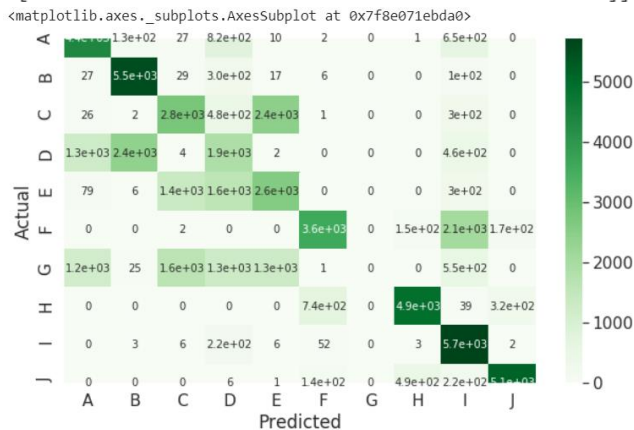 <matplotlib.axes._subplots.AxesSubplot at 0x7f8e071ebda0>
A 1.3e+02 27 8.2e+02 10 2 0 1 6.5e+02 0
B 27 5.5e+03 29 3.0e+02 17 6 0 0 1e+02 0
C 26 2 2.8e+03 4.8e+02 2.4e+03 1 0 0 3e+02 0
D 1.3e+03 2.4e+03 4 1.9e+03 2 0 0 0 4.6e+02 0
E 79 6 1.4e+03 1.6e+03 2.6e+03 0 0 0 3e+02 0
F 0 0 2 0 0 3.6e+03 0 1.5e+02 2.1e+03 1.7e+02
G 1.2e+03 25 1.6e+03 1.3e+03 1.3e+03 1 0 0 5.5e+02 0
H 0 0 0 0 0 7.4e+02 0 4.9e+03 39 3.2e+02
I 0 3 6 2.2e+02 6 52 0 3 5.7e+03 2
J 0 0 0 6 1 1.4e+02 0 4.9e+02 2.2e+02 5.1e+03
A B C D E F G H I J
Predicted
Actual
5000
4000
3000
2000
1000
0